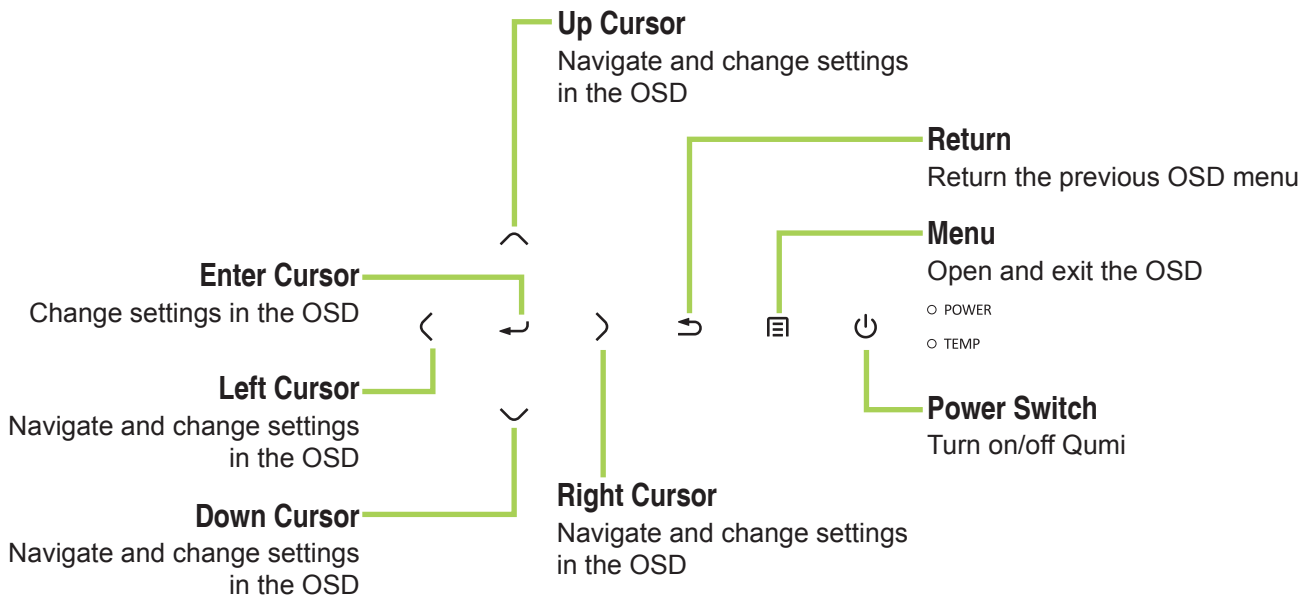 Up Cursor
Navigate and change settings
in the OSD
Return
Return the previous OSD menu
Menu
Open and exit the OSD
POWER
TEMP
Enter Cursor
Change settings in the OSD
Left Cursor
Navigate and change settings
in the OSD
Power Switch
Turn on/off Qumi
Down Cursor
Navigate and change settings
in the OSD
Right Cursor
Navigate and change settings
in the OSD